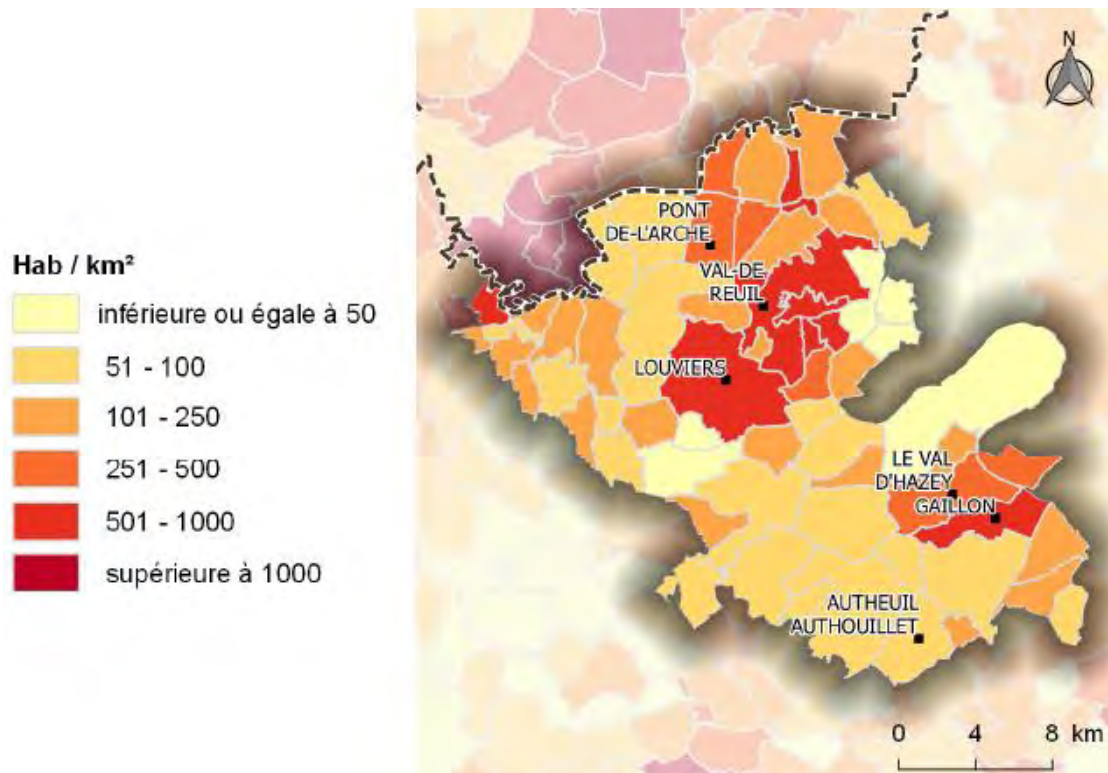 Hab / km²
inférieure ou égale à 50
51 - 100
101 - 250
251 - 500
501 - 1000
supérieure à 1000
N
PONT
DE-L'ARCHE
VAL-DE
REUIL
LOUVIERS
LE VAL
D'HAZEY
GAILLON
AUTHEUIL
AUTHOUILLET
0 4 8 km